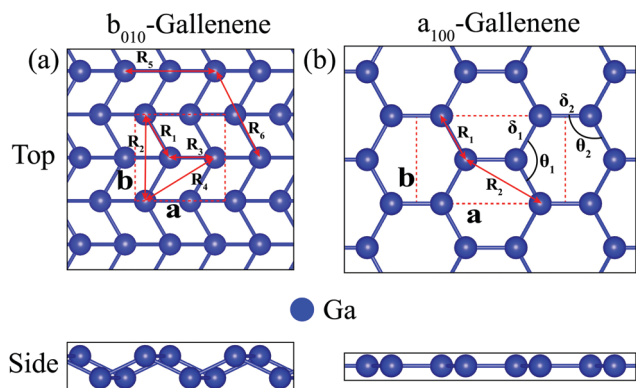 b010-Gallenene
a100-Gallenene
(a)
(b)
Top
R5
R1
R2
R3
R4
R6
b
a
R1
R2
δ1
δ2
θ1
θ2
b
a
Ga
Side